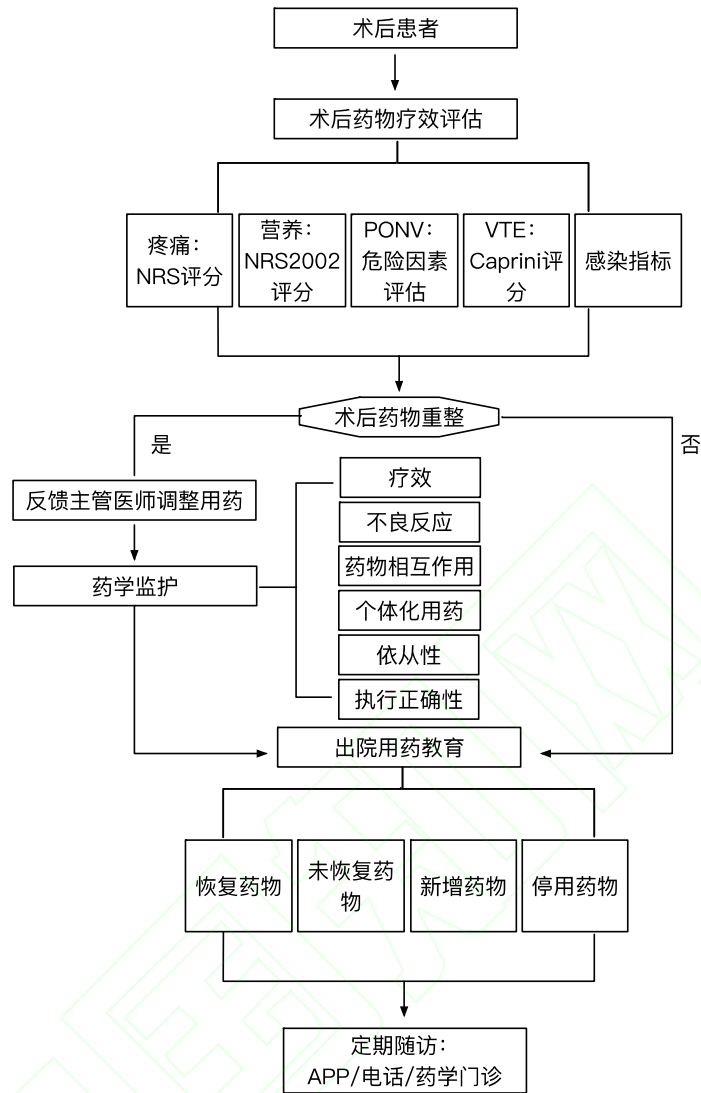 术后患者
术后药物疗效评估
疼痛：
NRS评分
营养：
NRS2002
评分
PONV：
危险因素
评估
VTE：
Caprini评
分
感染指标
术后药物重整
是
否
反馈主管医师调整用药
药学监护
疗效
不良反应
药物相互作用
个体化用药
依从性
执行正确性
出院用药教育
恢复药物
未恢复药
物
新增药物
停用药物
定期随访：
APP/电话/药学门诊